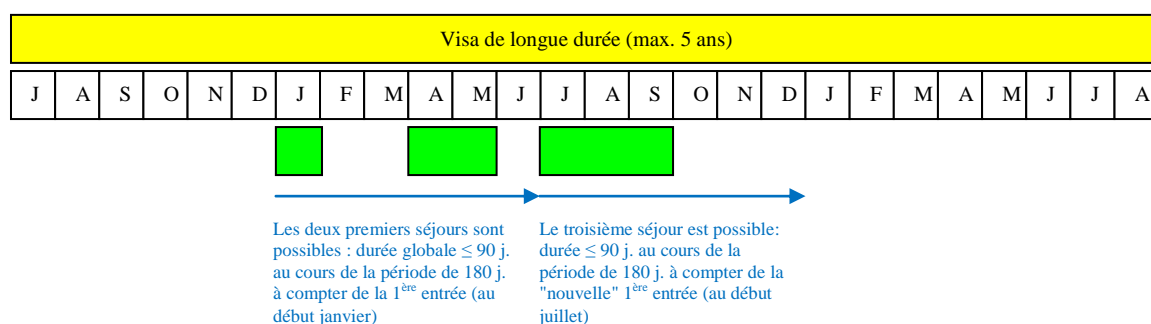 Visa de longue durée (max. 5 ans)
J A S O N D J F M A M J J A S O N D J F M A M J J A
Les deux premiers séjours sont
possibles : durée globale ≤ 90 j.
au cours de la période de 180 j.
à compter de la 1ère entrée (au
début janvier)
Le troisième séjour est possible:
durée ≤ 90 j. au cours de la
période de 180 j. à compter de la
"nouvelle" 1ère entrée (au début
juillet)